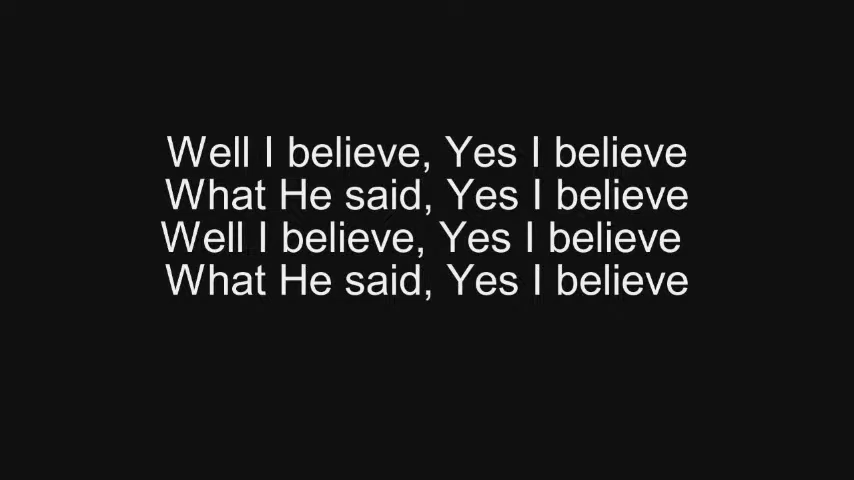 Well I believe, Yes I believe
What He said, Yes I believe
Well I believe, Yes I believe
What He said, Yes I believe